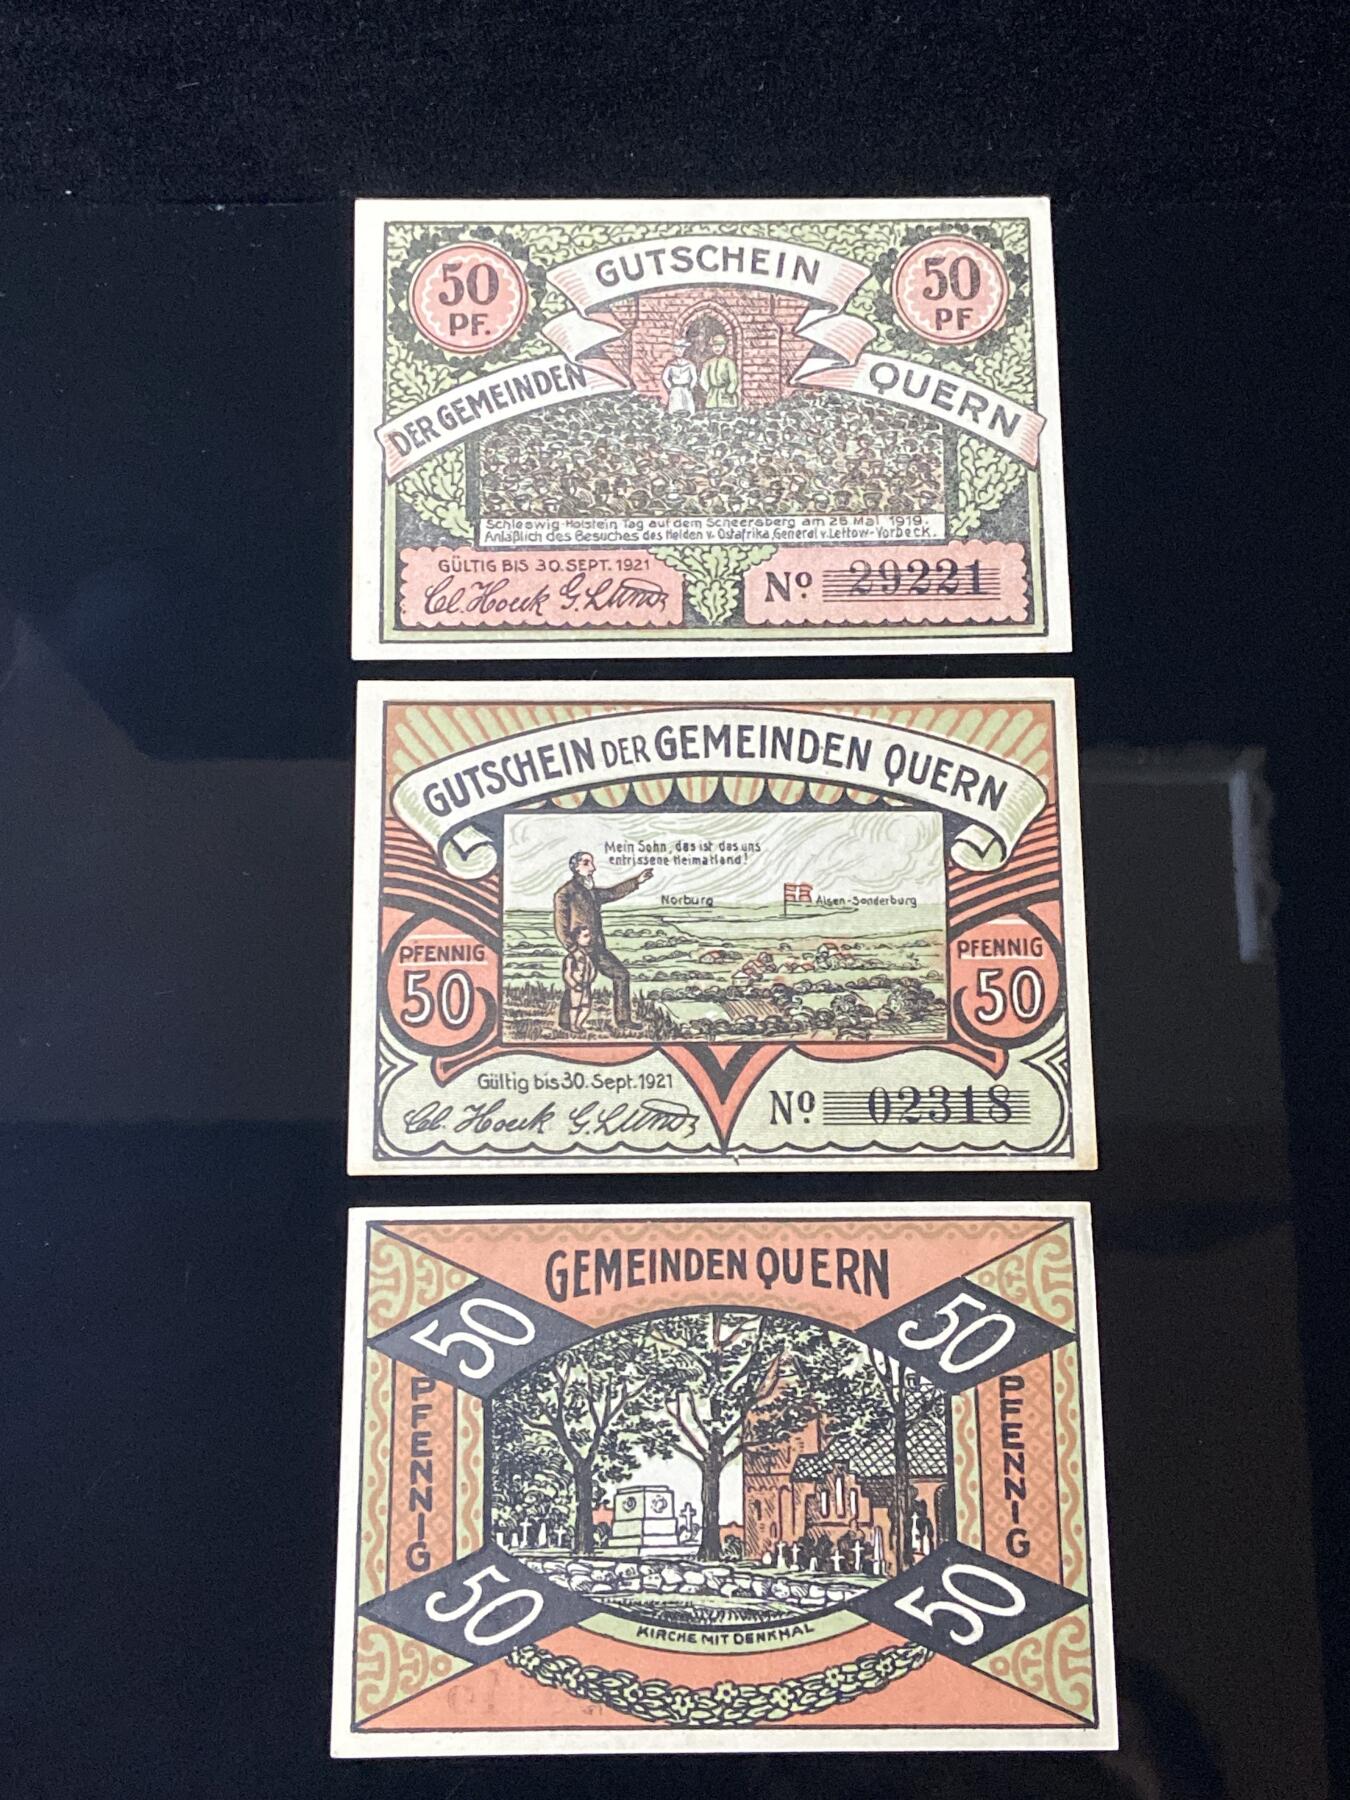 GUTSCHEIN
50 PF.
50 PF
DER GEMEINDEN QUERN
Schleswig-Holstein Tag auf dem Scheersberg am 25 Mai 1919.
Anläßlich des Besuches des Helden v. Ostafrika, General v. Lettow-Vorbeck.
GÜLTIG BIS 30. SEPT. 1921
No. 29221
GUTSCHEIN DER GEMEINDEN QUERN
Mein Sohn, das ist das uns
entrissene Heimatland!
Norburg
Alsen-Sonderburg
PFENNIG
50
PFENNIG
50
Gültig bis 30. Sept. 1921
No. 02318
GEMEINDEN QUERN
50
50
PFENNIG
PFENNIG
50
50
KIRCHE MIT DENKMAL